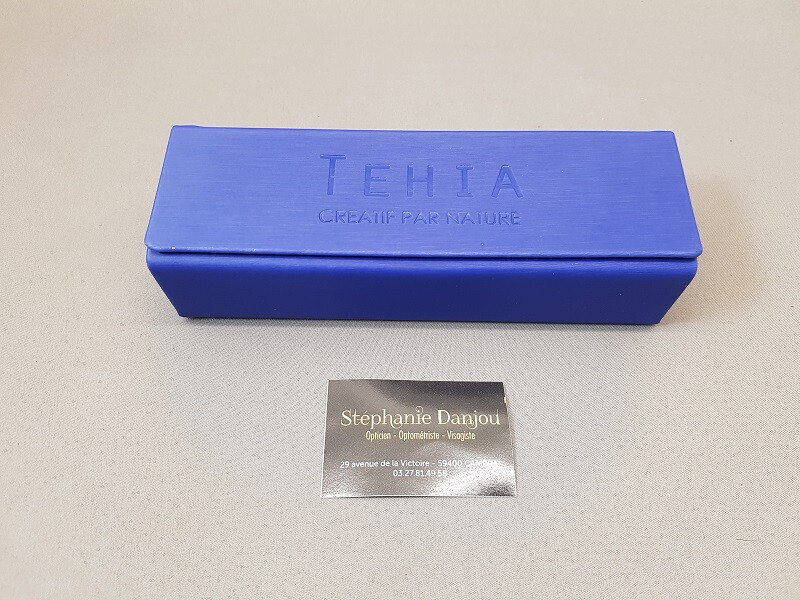 TEHIA
CREATIF PAR NATURE
Stéphanie Danjou
Opticien - Optométriste - Visagiste
29 avenue de la Victoire - 59400
03.27.81.49.58